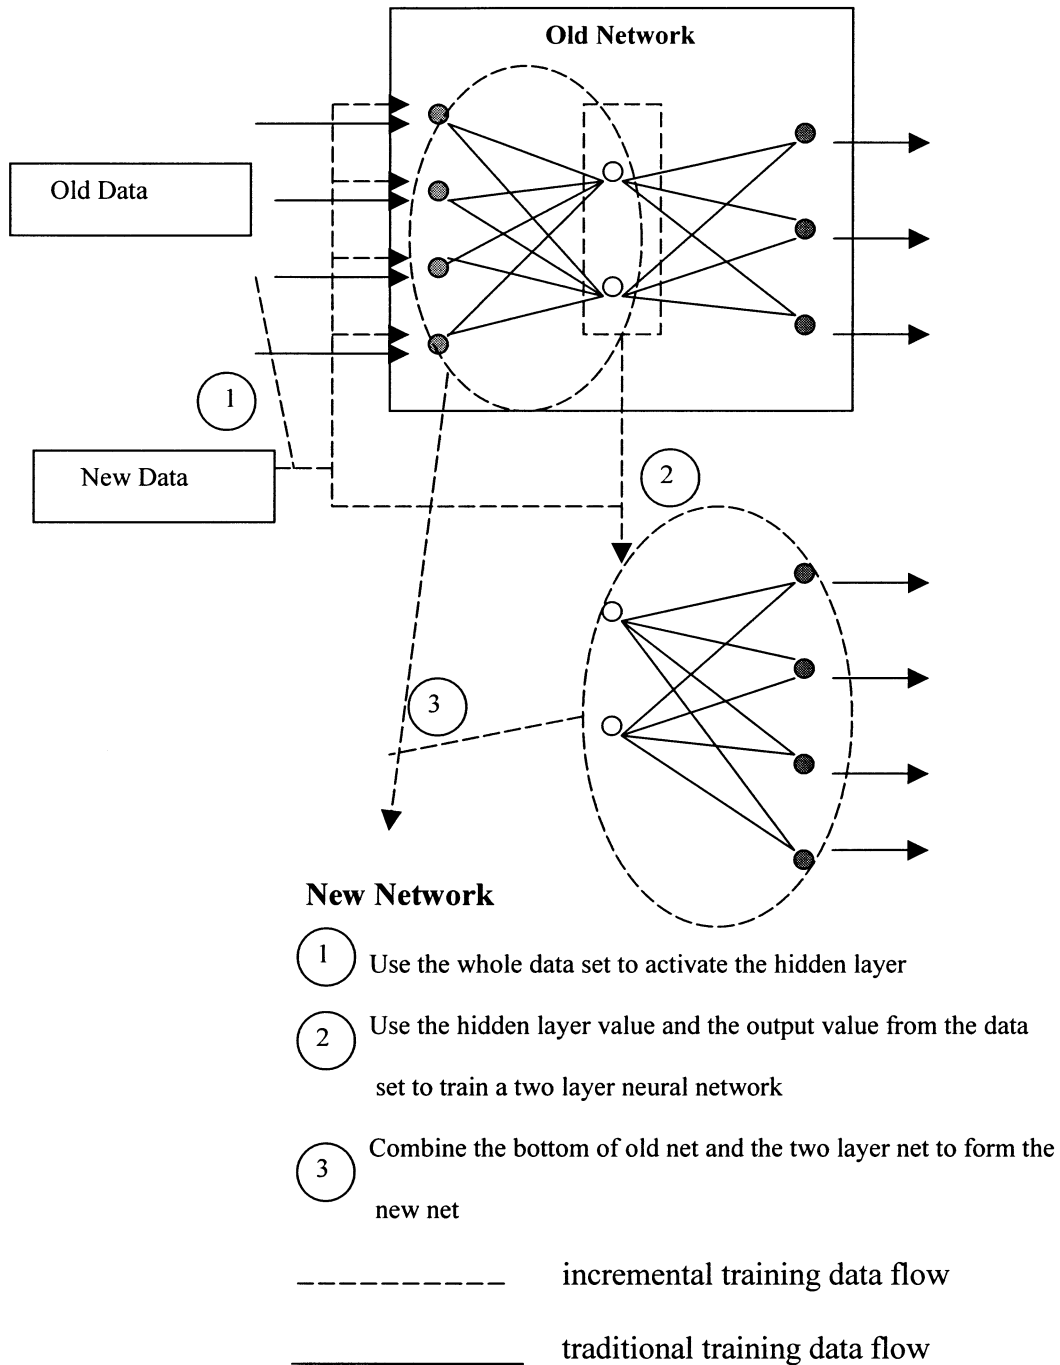 Old Network
Old Data
1
New Data
2
3
New Network
1 Use the whole data set to activate the hidden layer
2 Use the hidden layer value and the output value from the data
set to train a two layer neural network
3 Combine the bottom of old net and the two layer net to form the
new net
incremental training data flow
traditional training data flow